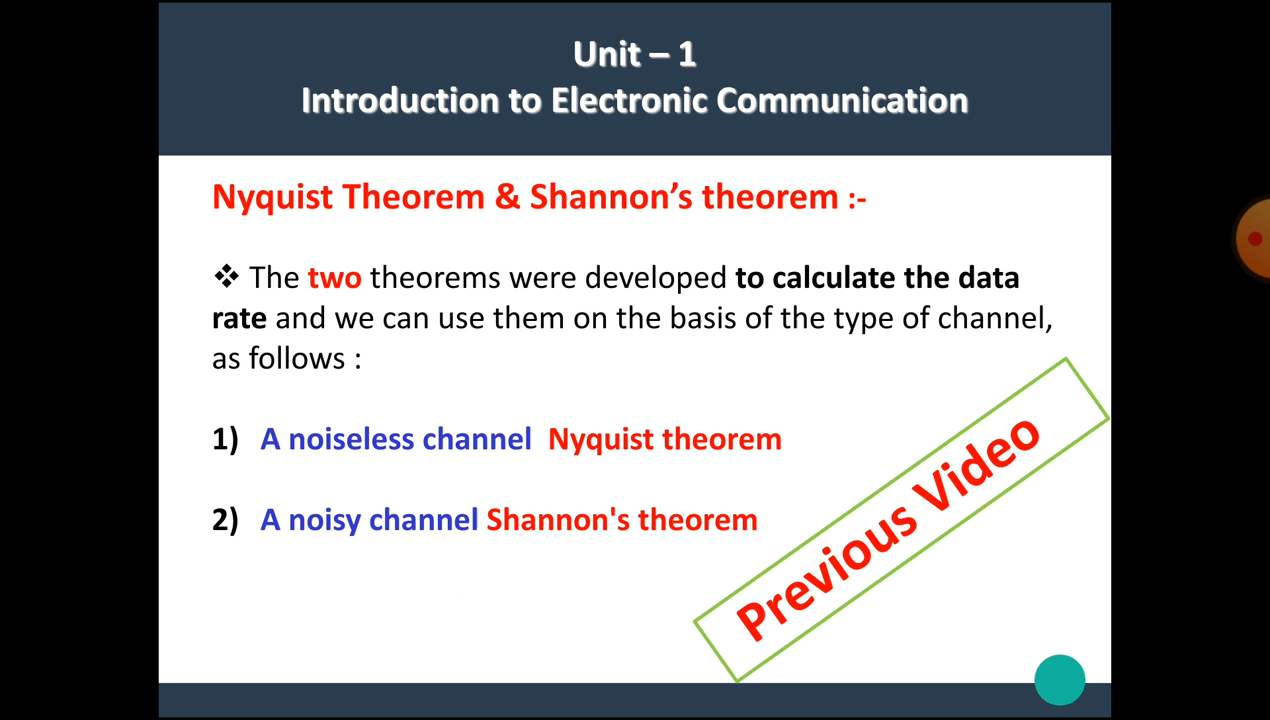 Unit – 1
Introduction to Electronic Communication
Nyquist Theorem & Shannon’s theorem :-
❖ The two theorems were developed to calculate the data
rate and we can use them on the basis of the type of channel,
as follows :
1) A noiseless channel Nyquist theorem
2) A noisy channel Shannon's theorem
Previous Video